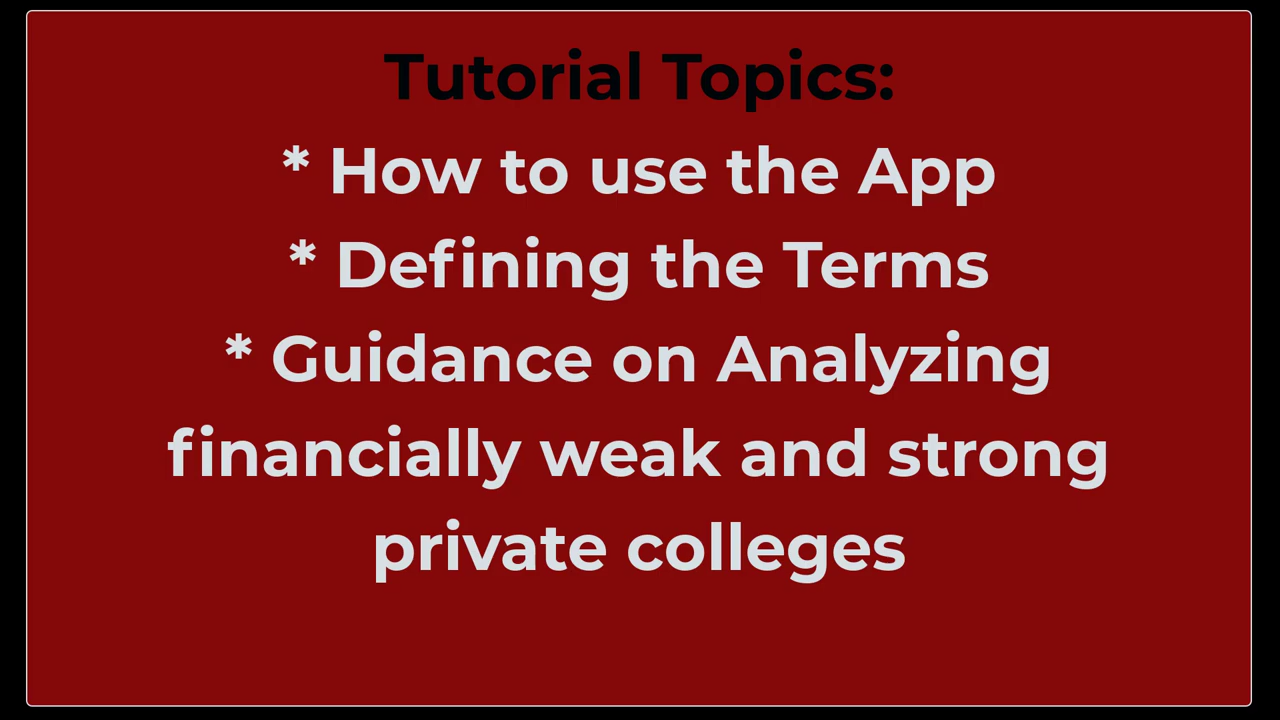 Tutorial Topics:
* How to use the App
* Defining the Terms
* Guidance on Analyzing
financially weak and strong
private colleges